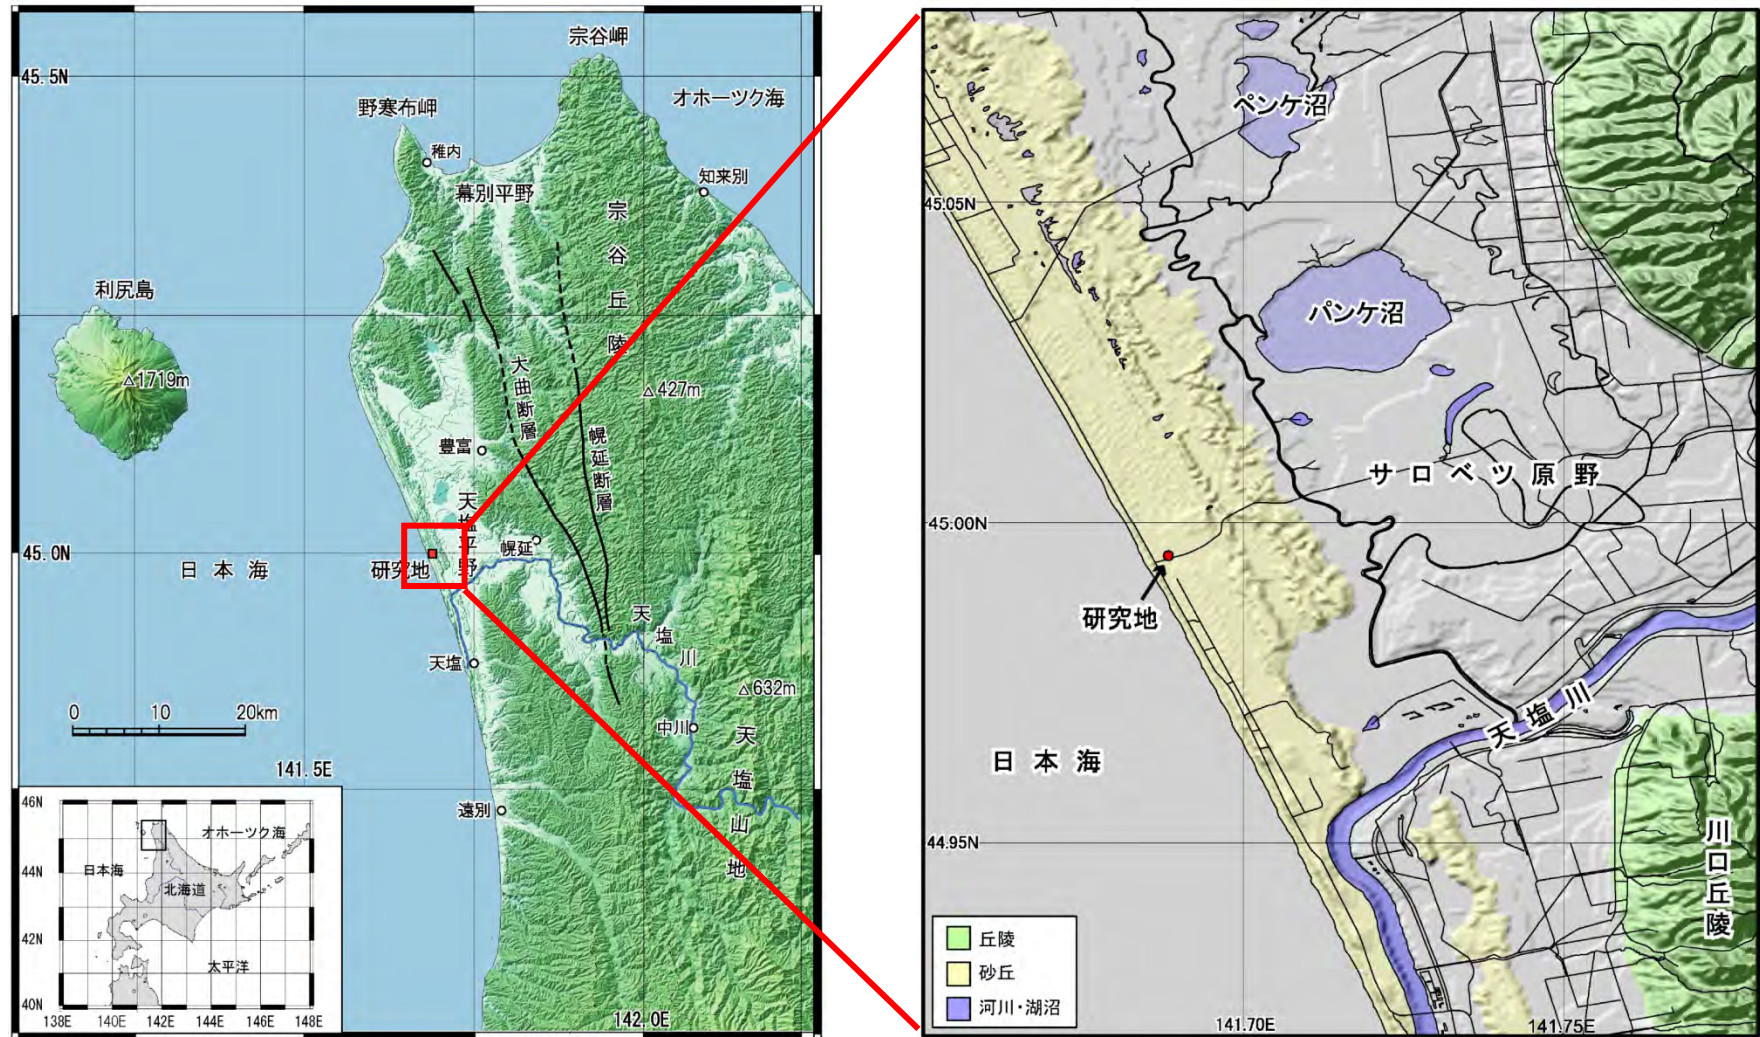 宗谷岬
45.5N
オホーツク海
野寒布岬
稚内
知来別
幕別平野
宗谷丘陵
利尻島
△1719m
大曲断層
△427m
幌延断層
豊富
天塩平野
幌延
45.0N
日本海
研究地
天塩川
天塩
△632m
中川
0 10 20km
天塩山地
141.5E
遠別
142.0E
46N
44N
42N
40N
オホーツク海
日本海
北海道
太平洋
138E 140E 142E 144E 146E 148E
ペンケ沼
45.05N
パンケ沼
サロベツ原野
45.00N
研究地
天塩川
日本海
44.95N
川口丘陵
丘陵
砂丘
河川・湖沼
141.70E
141.75E